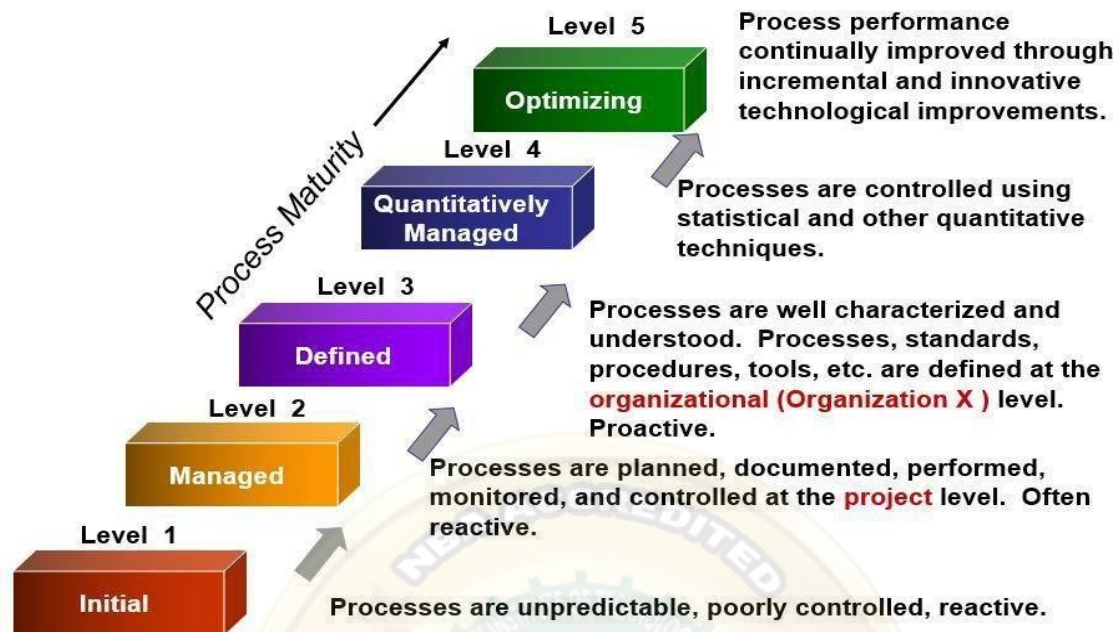 Level 5
Optimizing
Process performance
continually improved through
incremental and innovative
technological improvements.
Process Maturity
Level 4
Quantitatively
Managed
Processes are controlled using
statistical and other quantitative
techniques.
Level 3
Defined
Processes are well characterized and
understood. Processes, standards,
procedures, tools, etc. are defined at the
organizational (Organization X ) level.
Proactive.
Level 2
Managed
Processes are planned, documented, performed,
monitored, and controlled at the project level. Often
reactive.
Level 1
Initial
Processes are unpredictable, poorly controlled, reactive.
NBA ACCREDITED